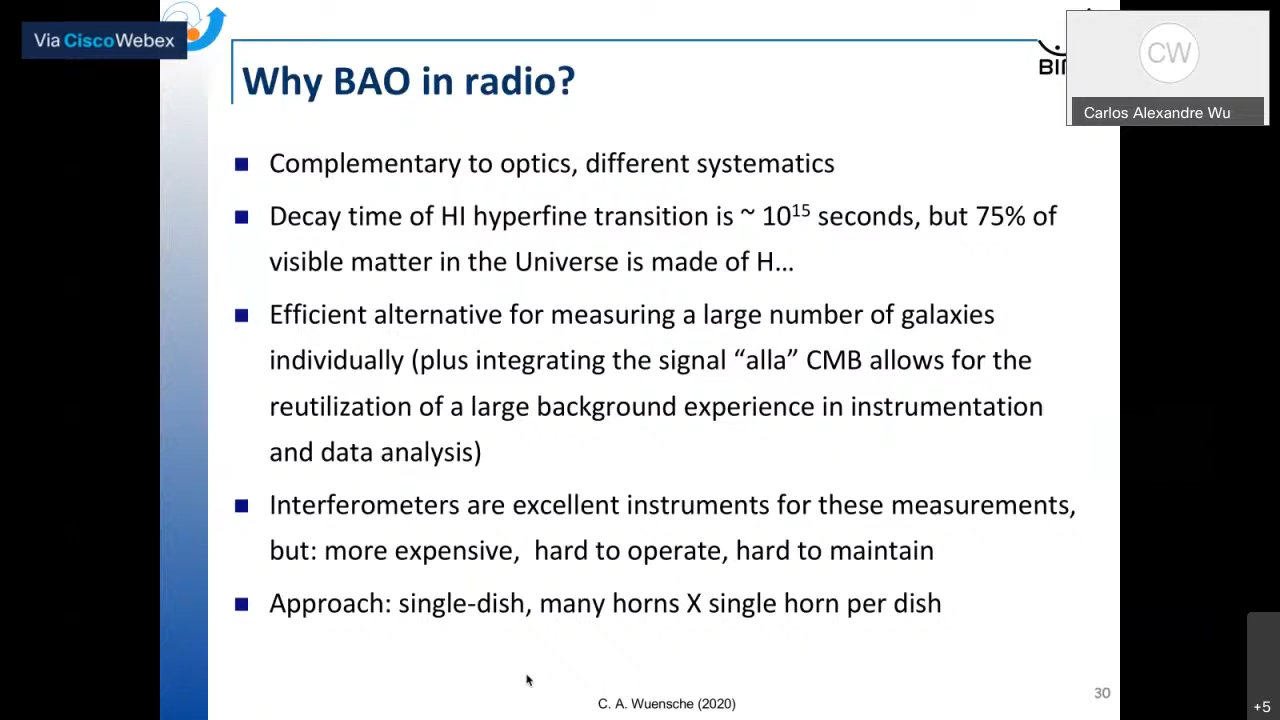 Via Cisco Webex
Why BAO in radio?
CW
Carlos Alexandre Wu
■ Complementary to optics, different systematics
■ Decay time of HI hyperfine transition is ~ 10¹⁵ seconds, but 75% of
visible matter in the Universe is made of H…
■ Efficient alternative for measuring a large number of galaxies
individually (plus integrating the signal “alla” CMB allows for the
reutilization of a large background experience in instrumentation
and data analysis)
■ Interferometers are excellent instruments for these measurements,
but: more expensive,  hard to operate, hard to maintain
■ Approach: single-dish, many horns X single horn per dish
C. A. Wuensche (2020)
30
+5